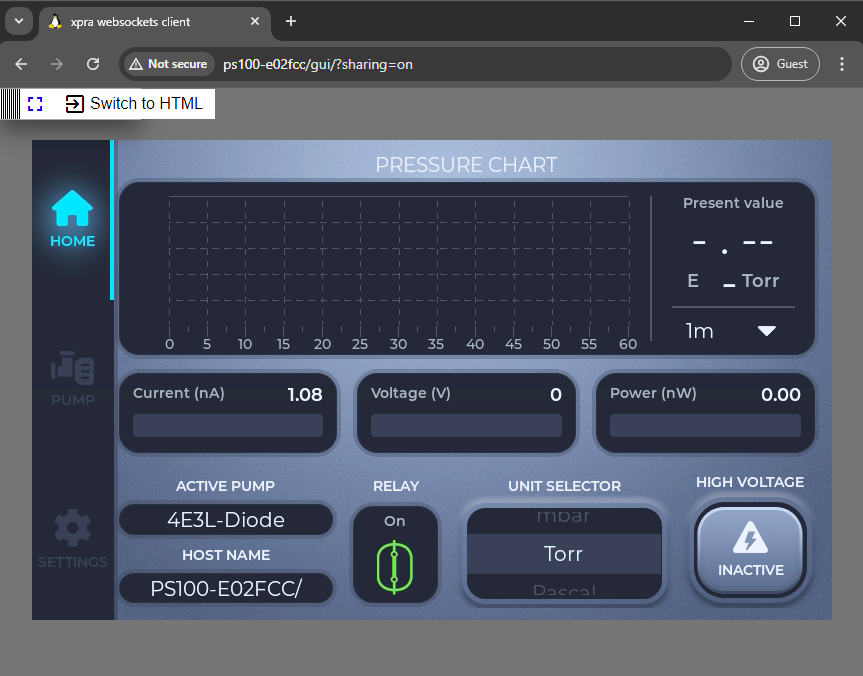 xpra websockets client
Not secure
ps100-e02fcc/gui/?sharing=on
Guest
Switch to HTML
HOME
PUMP
SETTINGS
PRESSURE CHART
0 5 10 15 20 25 30 35 40 45 50 55 60
Present value
- . --
E _ Torr
1m
Current (nA) 1.08
Voltage (V) 0
Power (nW) 0.00
ACTIVE PUMP
4E3L-Diode
HOST NAME
PS100-E02FCC/
RELAY
On
UNIT SELECTOR
mbar
Torr
Pascal
HIGH VOLTAGE
INACTIVE